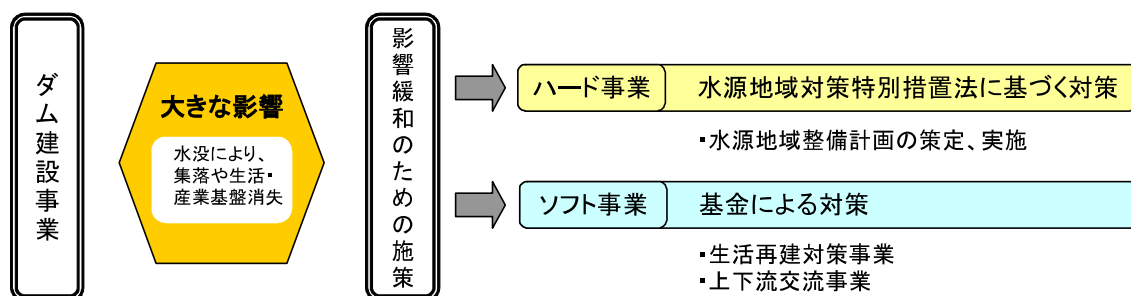 ダム建設事業
大きな影響
水没により、
集落や生活・
産業基盤消失
影響緩和のための施策
ハード事業 水源地域対策特別措置法に基づく対策
・水源地域整備計画の策定、実施
ソフト事業 基金による対策
・生活再建対策事業
・上下流交流事業